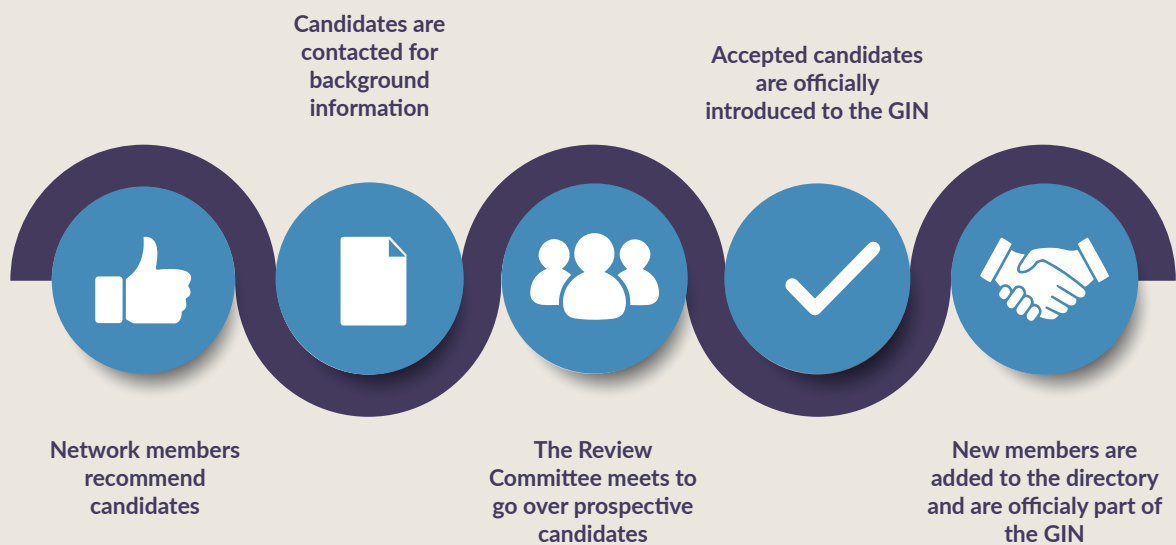 Network members
recommend
candidates
Candidates are
contacted for
background
information
The Review
Committee meets to
go over prospective
candidates
Accepted candidates
are officially
introduced to the GIN
New members are
added to the directory
and are officialy part of
the GIN